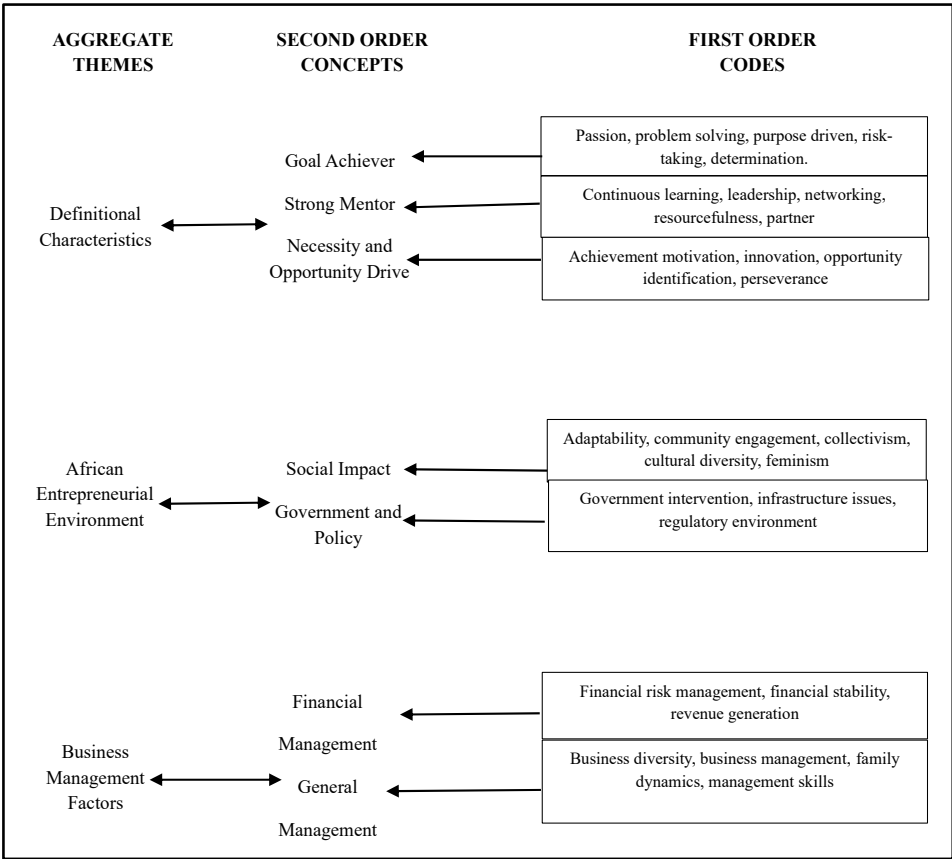 AGGREGATE
THEMES
SECOND ORDER
CONCEPTS
FIRST ORDER
CODES
Definitional
Characteristics
Goal Achiever
Strong Mentor
Necessity and
Opportunity Drive
Passion, problem solving, purpose driven, risk-
taking, determination.
Continuous learning, leadership, networking,
resourcefulness, partner
Achievement motivation, innovation, opportunity
identification, perseverance
African
Entrepreneurial
Environment
Social Impact
Government and
Policy
Adaptability, community engagement, collectivism,
cultural diversity, feminism
Government intervention, infrastructure issues,
regulatory environment
Business
Management
Factors
Financial
Management
General
Management
Financial risk management, financial stability,
revenue generation
Business diversity, business management, family
dynamics, management skills